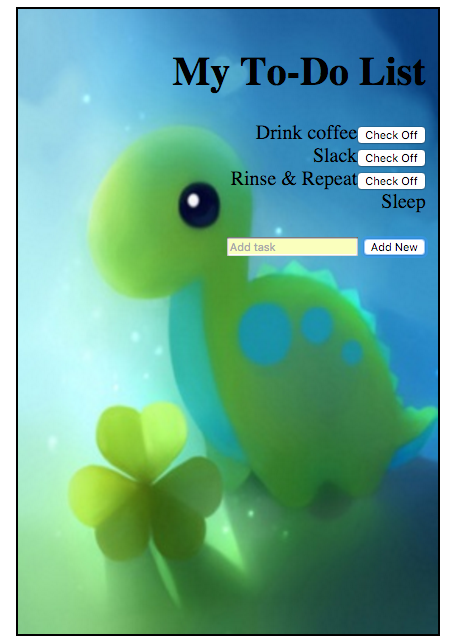 My To-Do List
Drink coffee Check Off
Slack Check Off
Rinse & Repeat Check Off
Sleep
Add task Add New